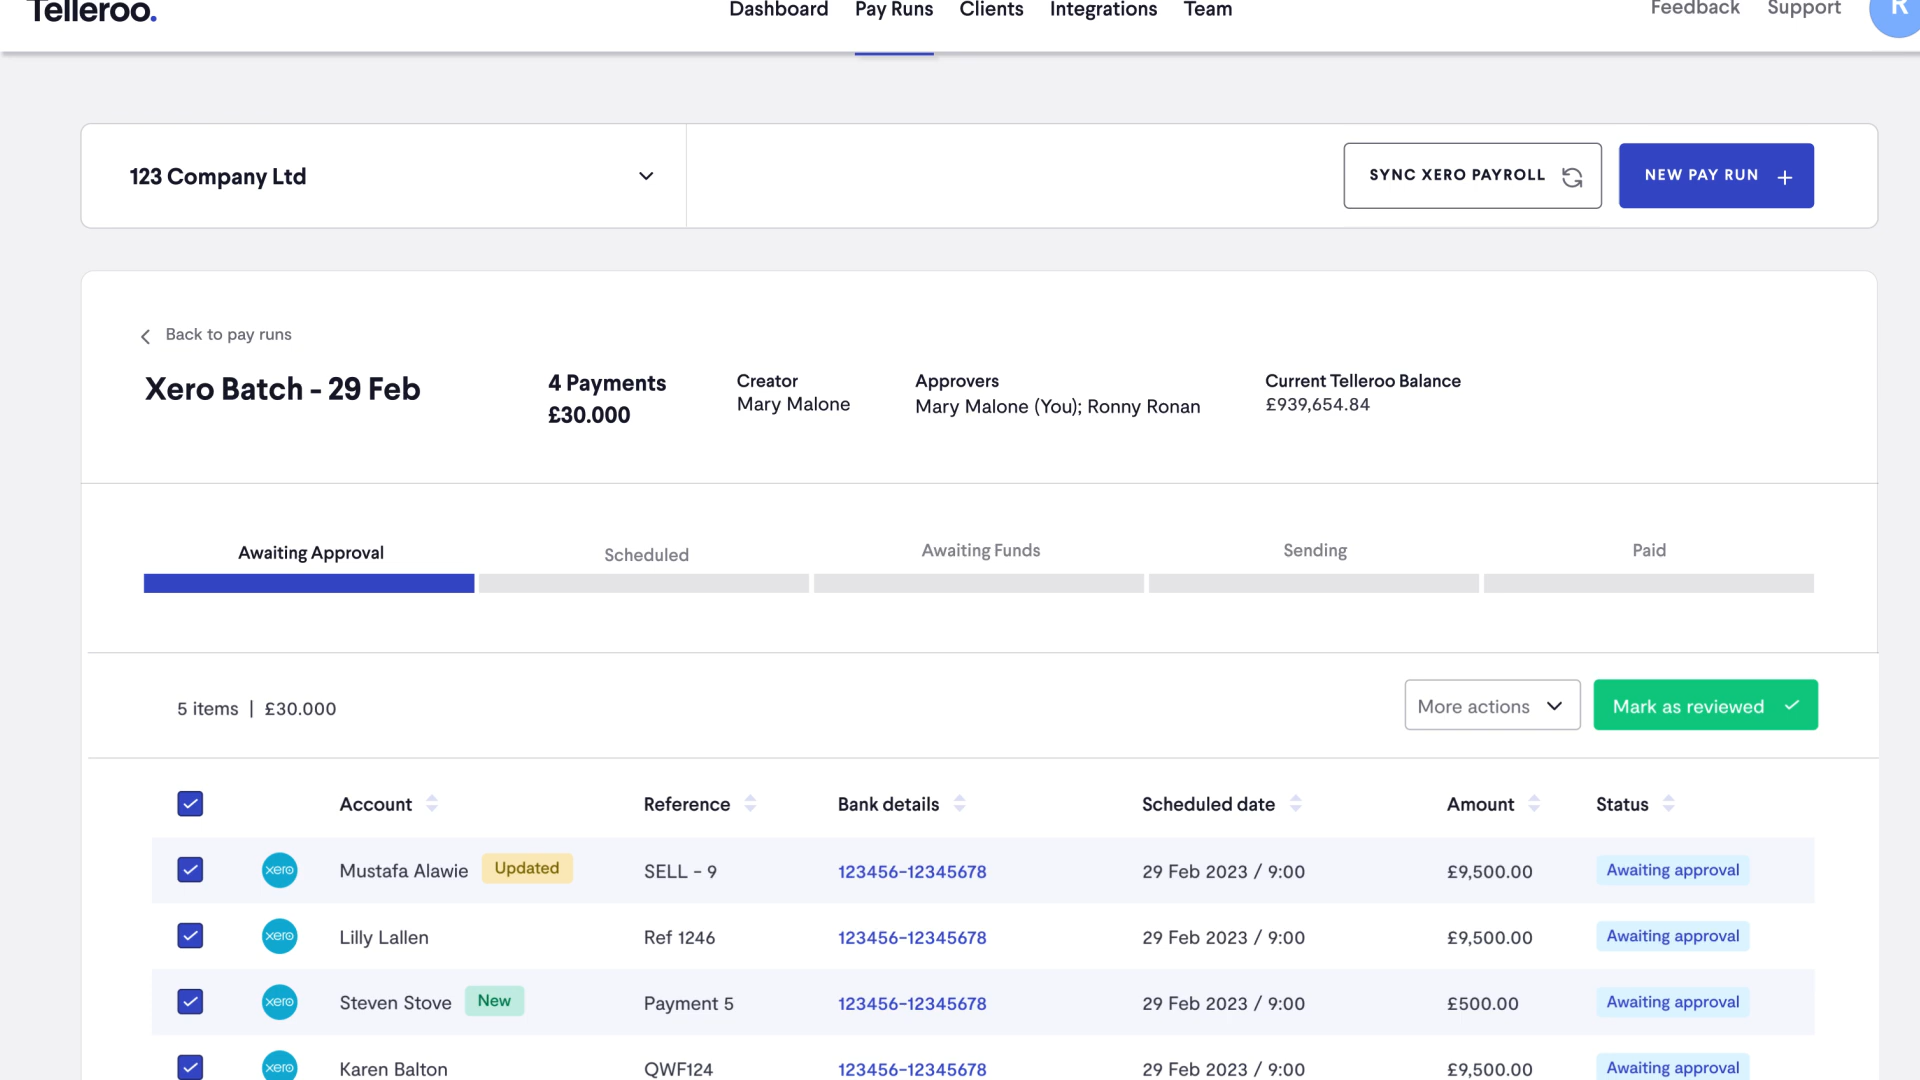 Telleroo.
Dashboard Pay Runs Clients Integrations Team
Feedback Support R
123 Company Ltd
SYNC XERO PAYROLL
NEW PAY RUN +
Back to pay runs
Xero Batch - 29 Feb
4 Payments
£30.000
Creator
Mary Malone
Approvers
Mary Malone (You); Ronny Ronan
Current Telleroo Balance
£939,654.84
Awaiting Approval Scheduled Awaiting Funds Sending Paid
5 items | £30.000
More actions
Mark as reviewed
Account Reference Bank details Scheduled date Amount Status
xero Mustafa Alawie Updated SELL - 9 123456-12345678 29 Feb 2023 / 9:00 £9,500.00 Awaiting approval
xero Lilly Lallen Ref 1246 123456-12345678 29 Feb 2023 / 9:00 £9,500.00 Awaiting approval
xero Steven Stove New Payment 5 123456-12345678 29 Feb 2023 / 9:00 £500.00 Awaiting approval
xero Karen Balton QWF124 123456-12345678 29 Feb 2023 / 9:00 £9,500.00 Awaiting approval